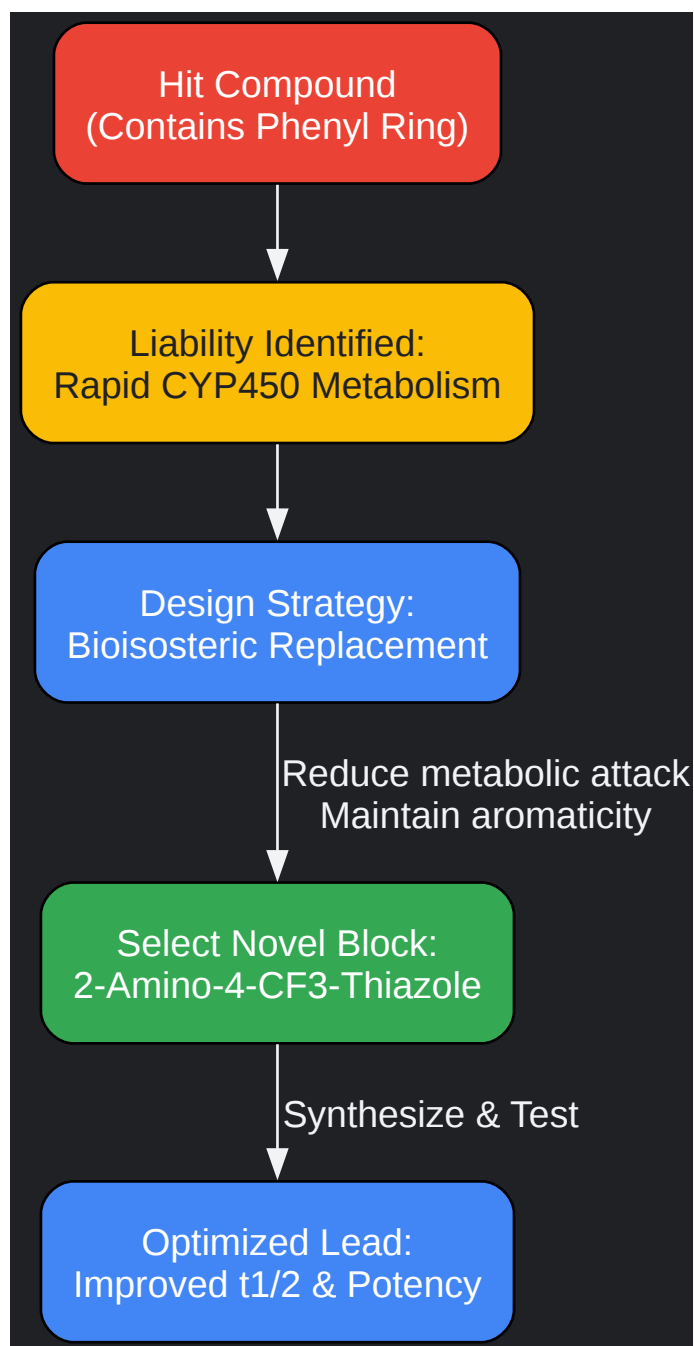 Hit Compound
(Contains Phenyl Ring)
Liability Identified:
Rapid CYP450 Metabolism
Design Strategy:
Bioisosteric Replacement
Reduce metabolic attack
Maintain aromaticity
Select Novel Block:
2-Amino-4-CF3-Thiazole
Synthesize & Test
Optimized Lead:
Improved t1/2 & Potency